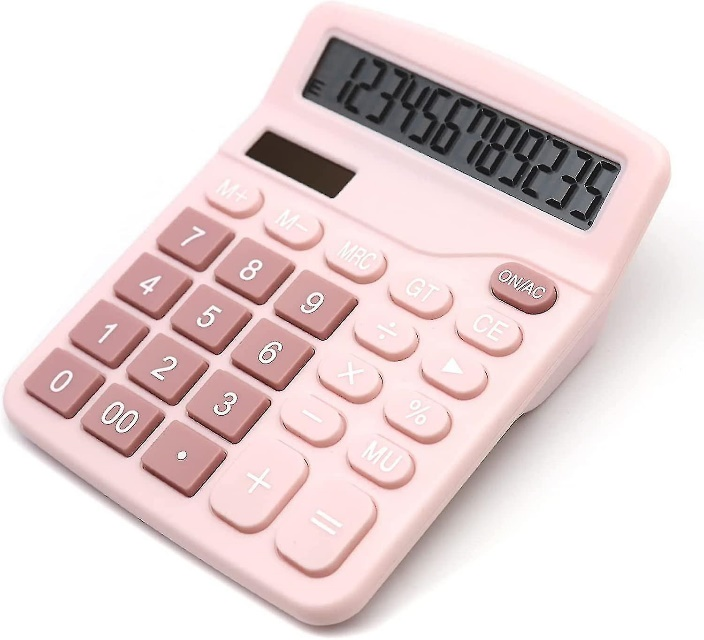 E 123456789235
M+ M− MRC GT ON/AC
7 8 9 ÷ CE
4 5 6 × ▶
1 2 3 − %
0 00 . + = MU